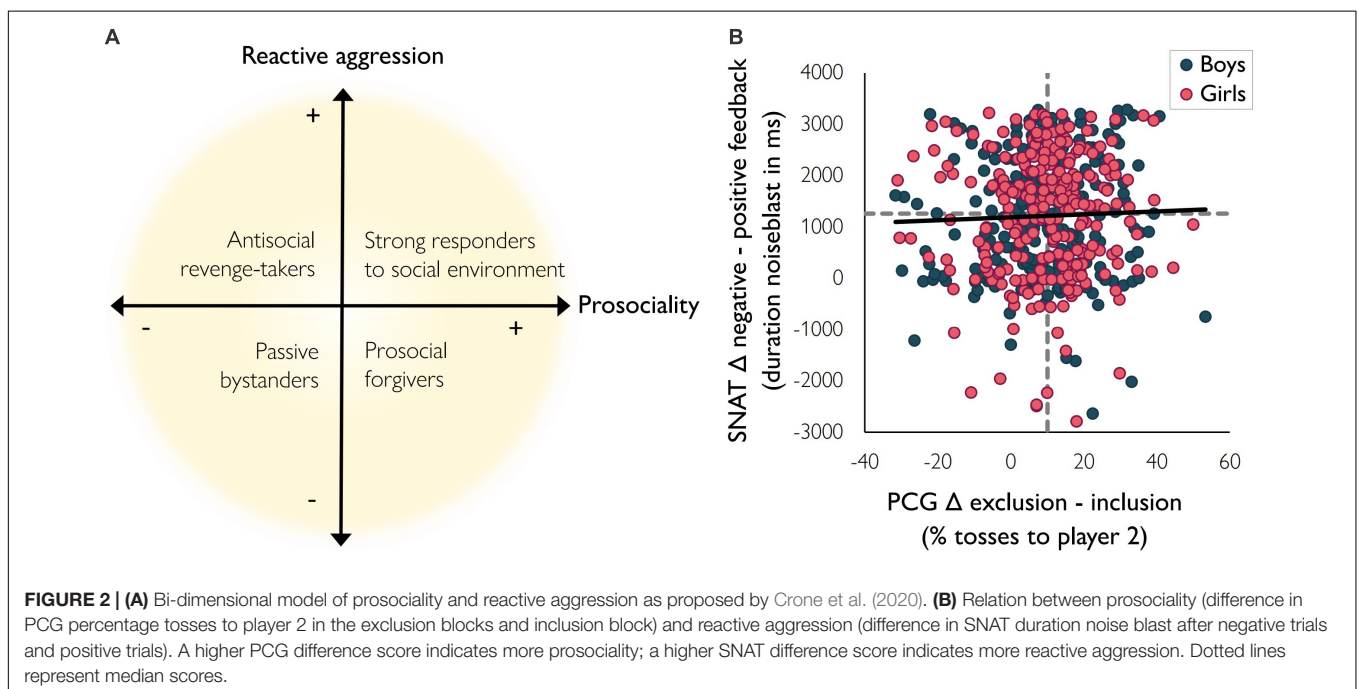 A
Reactive aggression
+
Antisocial
revenge-takers
Strong responders
to social environment
Prosociality
-
+
Passive
bystanders
Prosocial
forgivers
-
B
SNAT Δ negative - positive feedback
(duration noiseblast in ms)
Boys
Girls
4000
3000
2000
1000
0
-1000
-2000
-3000
-40 -20 0 20 40 60
PCG Δ exclusion - inclusion
(% tosses to player 2)
FIGURE 2 | (A) Bi-dimensional model of prosociality and reactive aggression as proposed by Crone et al. (2020). (B) Relation between prosociality (difference in
PCG percentage tosses to player 2 in the exclusion blocks and inclusion block) and reactive aggression (difference in SNAT duration noise blast after negative trials
and positive trials). A higher PCG difference score indicates more prosociality; a higher SNAT difference score indicates more reactive aggression. Dotted lines
represent median scores.